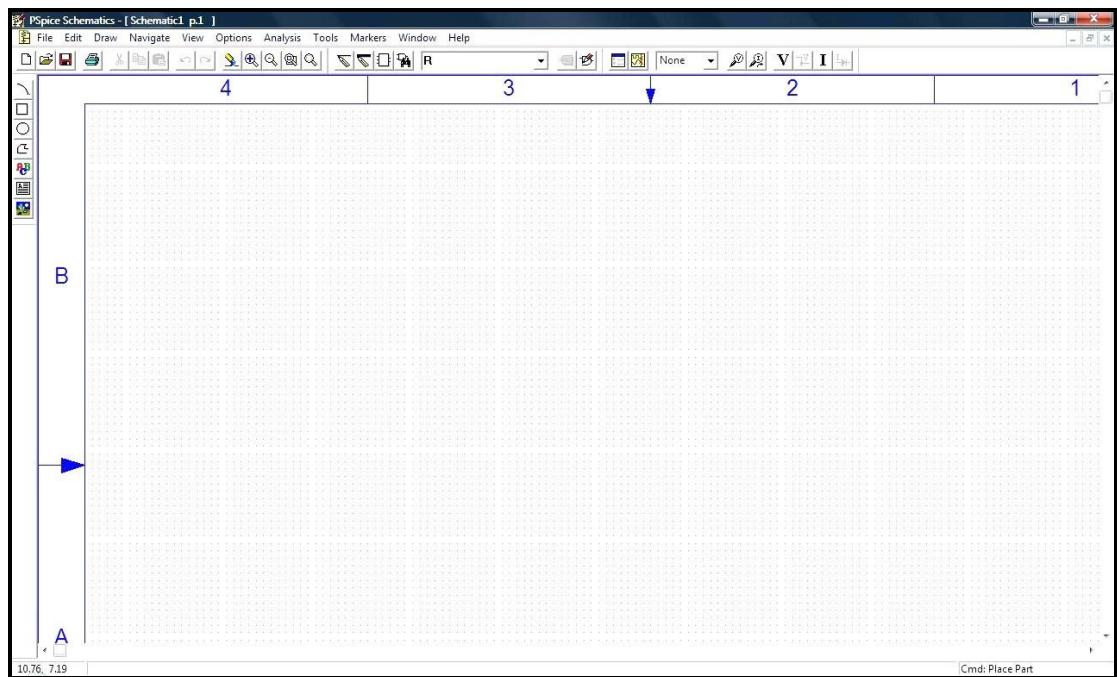 PSpice Schematics - [ Schematic1 p.1 ]
File Edit Draw Navigate View Options Analysis Tools Markers Window Help
R None V I
4 3 2 1
B
A
10.76, 7.19 Cmd: Place Part